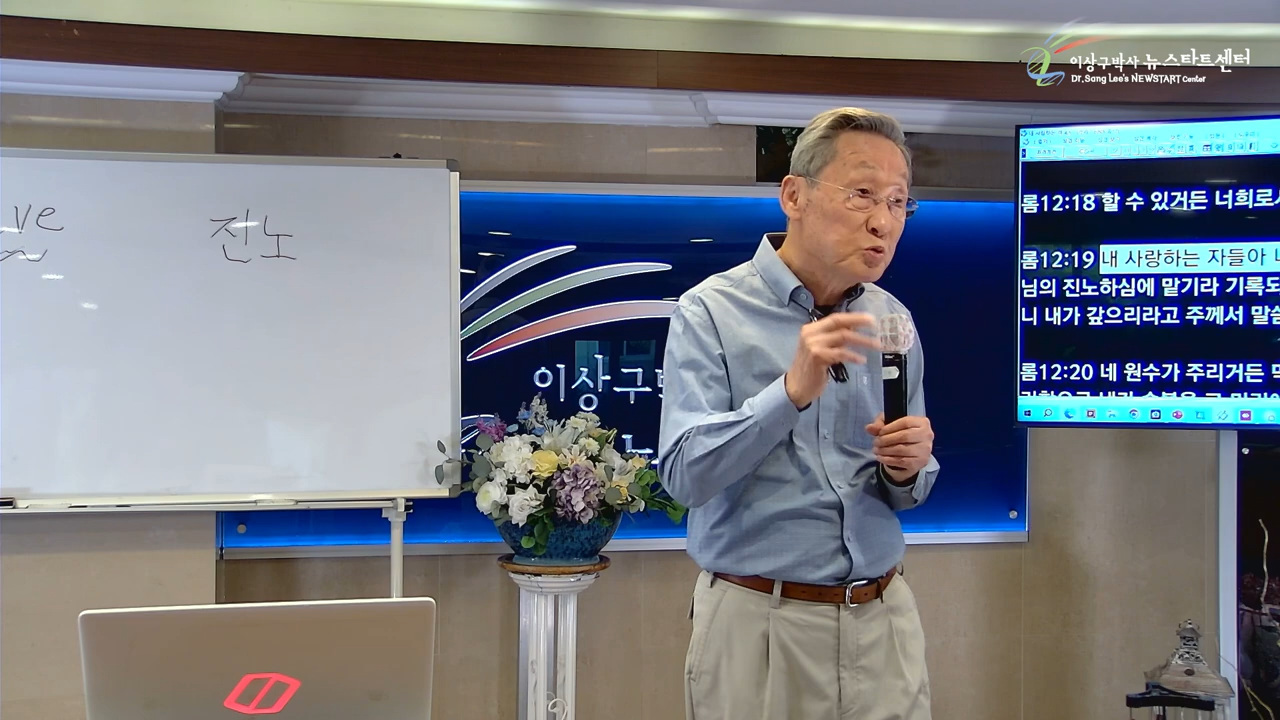 이상구박사 뉴스타트센터
Dr. Sang Lee's NEWSTART Center
ve
진노
이상구
롬12:18 할 수 있거든 너희로
롬12:19 내 사랑하는 자들아
님의 진노하심에 맡기라 기록되
니 내가 갚으리라고 주께서 말씀
롬12:20 네 원수가 주리거든